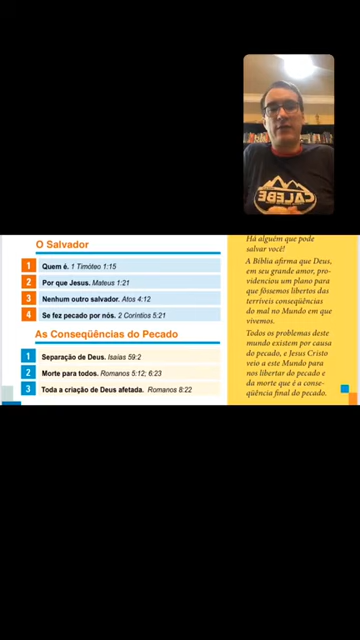 CALEBE
O Salvador
1 Quem é. 1 Timóteo 1:15
2 Por que Jesus. Mateus 1:21
3 Nenhum outro salvador. Atos 4:12
4 Se fez pecado por nós. 2 Coríntios 5:21
As Conseqüências do Pecado
1 Separação de Deus. Isaías 59:2
2 Morte para todos. Romanos 5:12; 6:23
3 Toda a criação de Deus afetada. Romanos 8:22
Há alguém que pode
salvar você!
A Bíblia afirma que Deus,
em seu grande amor, pro-
videnciou um plano para
que fôssemos libertos das
terríveis conseqüências
do mal no Mundo em que
vivemos.
Todos os problemas deste
mundo existem por causa
do pecado, e Jesus Cristo
veio a este Mundo para
nos libertar do pecado e
da morte que é a conse-
qüência final do pecado.